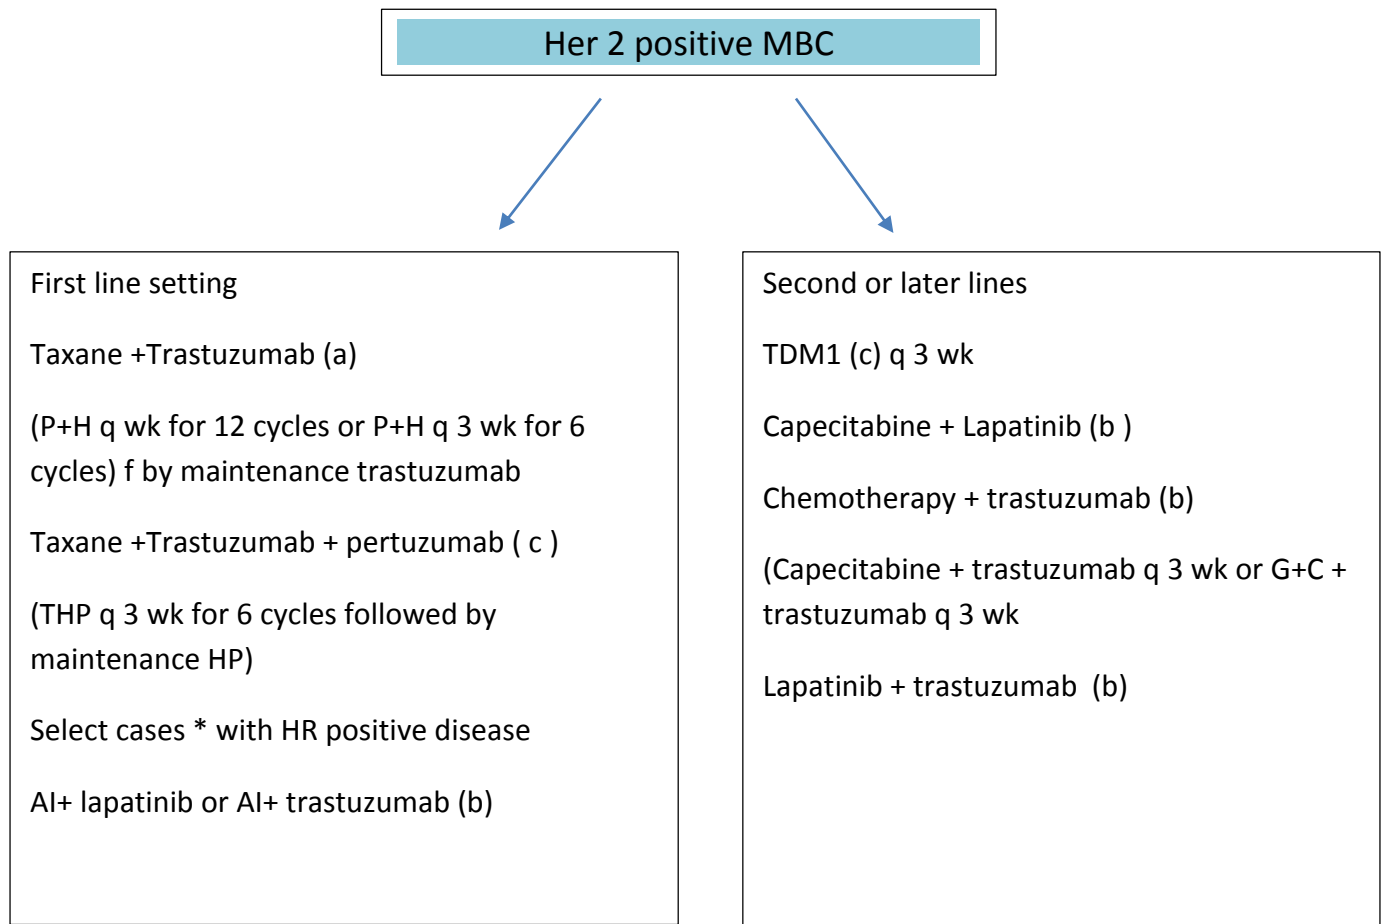 Her 2 positive MBC
First line setting
Taxane +Trastuzumab (a)
(P+H q wk for 12 cycles or P+H q 3 wk for 6
cycles) f by maintenance trastuzumab
Taxane +Trastuzumab + pertuzumab ( c )
(THP q 3 wk for 6 cycles followed by
maintenance HP)
Select cases * with HR positive disease
AI+ lapatinib or AI+ trastuzumab (b)
Second or later lines
TDM1 (c) q 3 wk
Capecitabine + Lapatinib (b )
Chemotherapy + trastuzumab (b)
(Capecitabine + trastuzumab q 3 wk or G+C +
trastuzumab q 3 wk
Lapatinib + trastuzumab  (b)